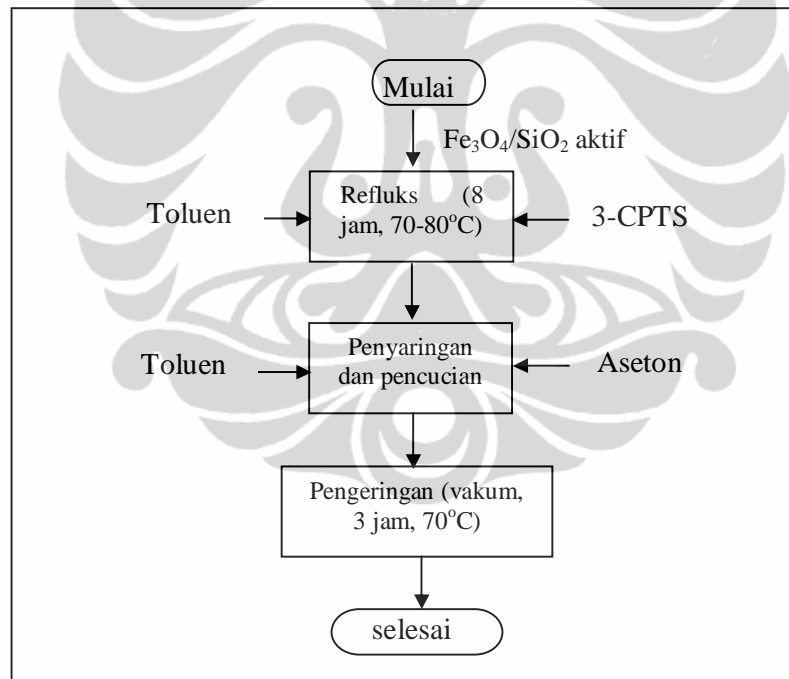 Mulai
Fe₃O₄/SiO₂ aktif
Toluen
Refluks (8
jam, 70-80°C)
3-CPTS
Toluen
Penyaringan
dan pencucian
Aseton
Pengeringan (vakum,
3 jam, 70°C)
selesai